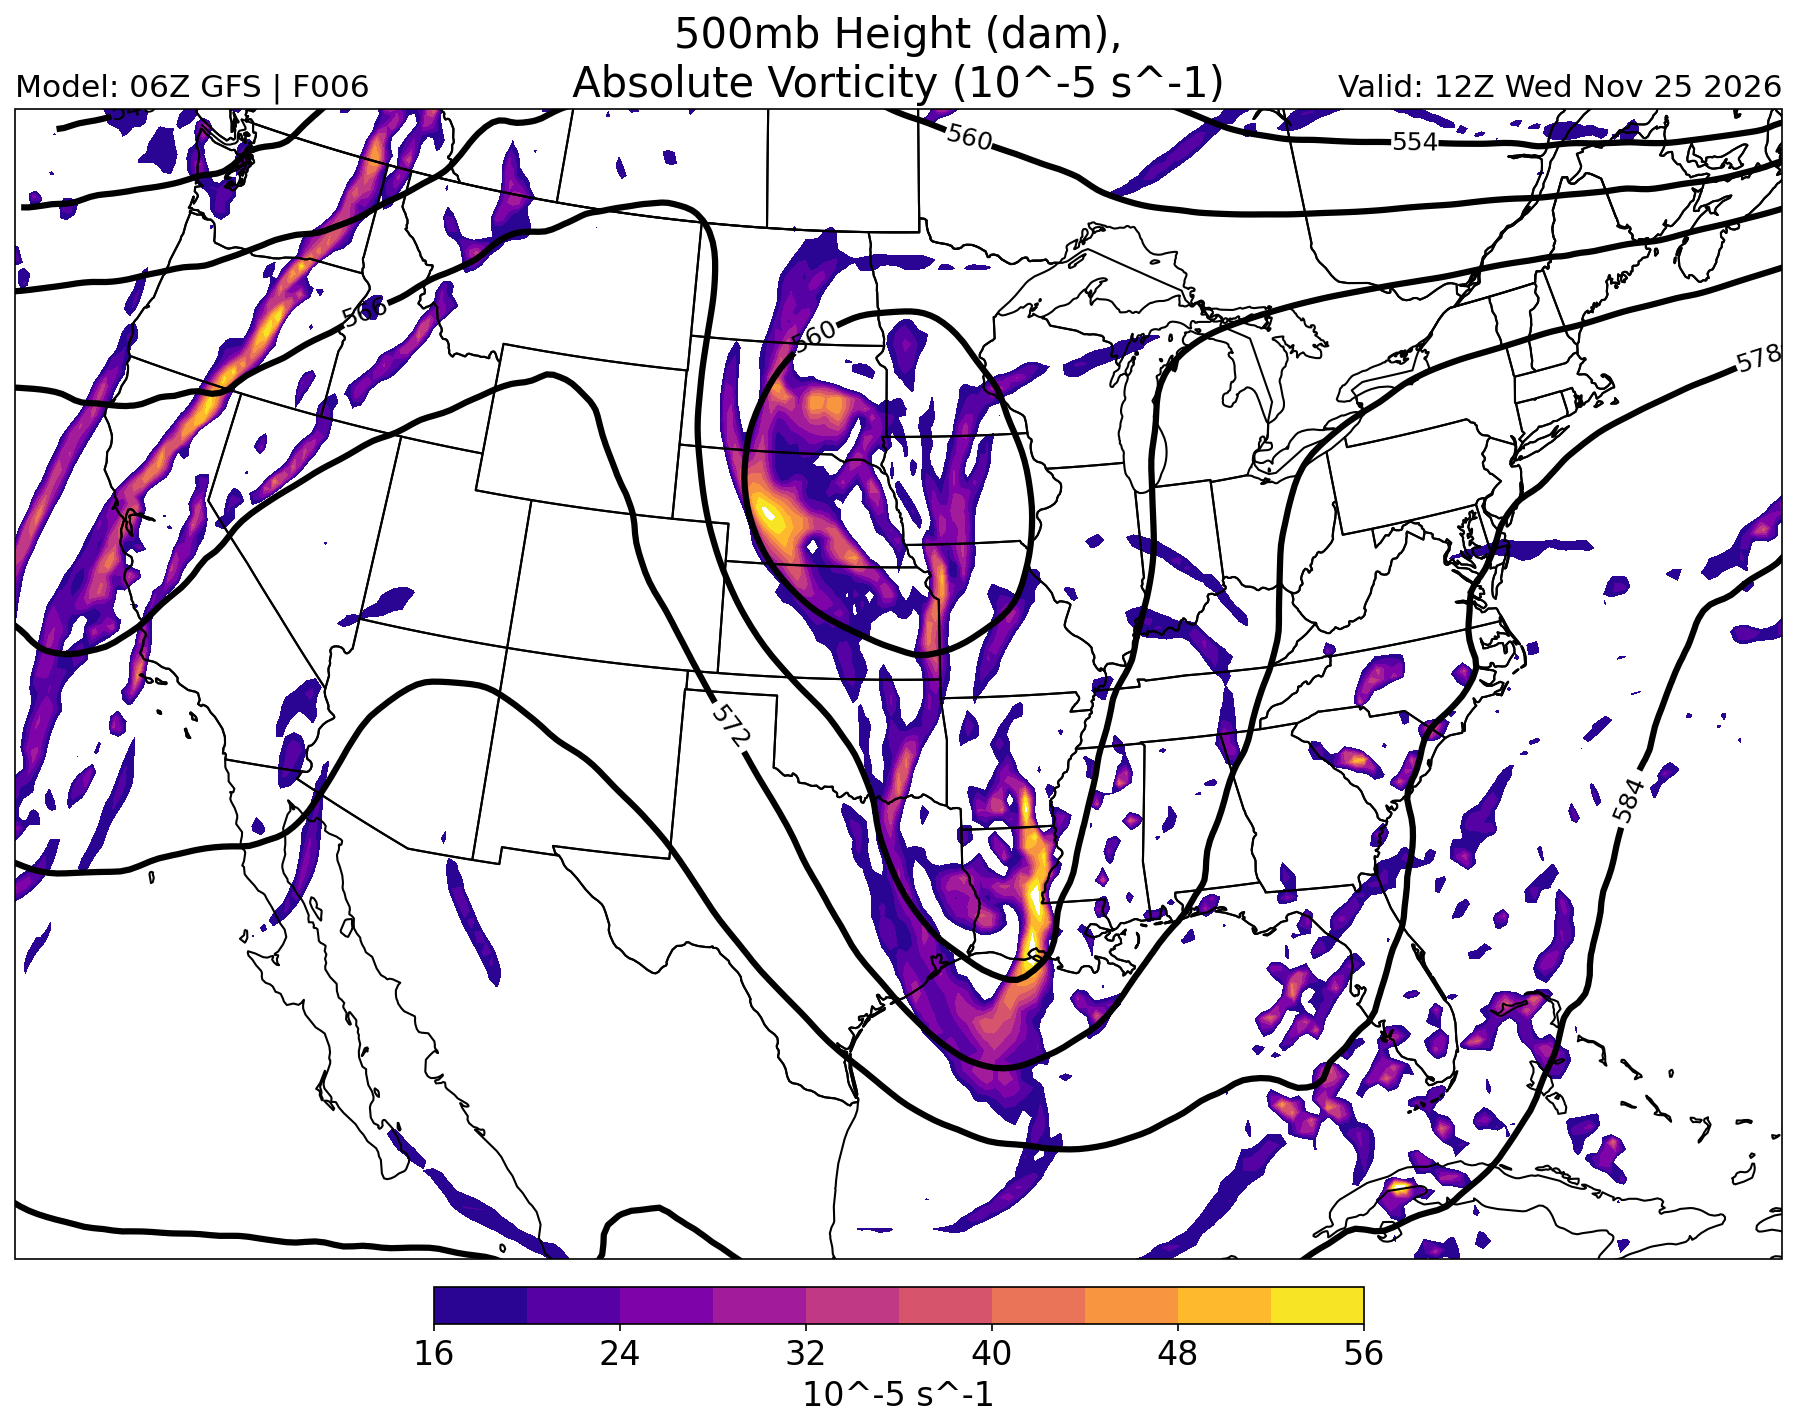 500mb Height (dam),
Model: 06Z GFS | F006
Absolute Vorticity (10^-5 s^-1)
Valid: 12Z Wed Nov 25 2026
560
554
566
560
578
572
584
16
24
32
40
48
56
10^-5 s^-1